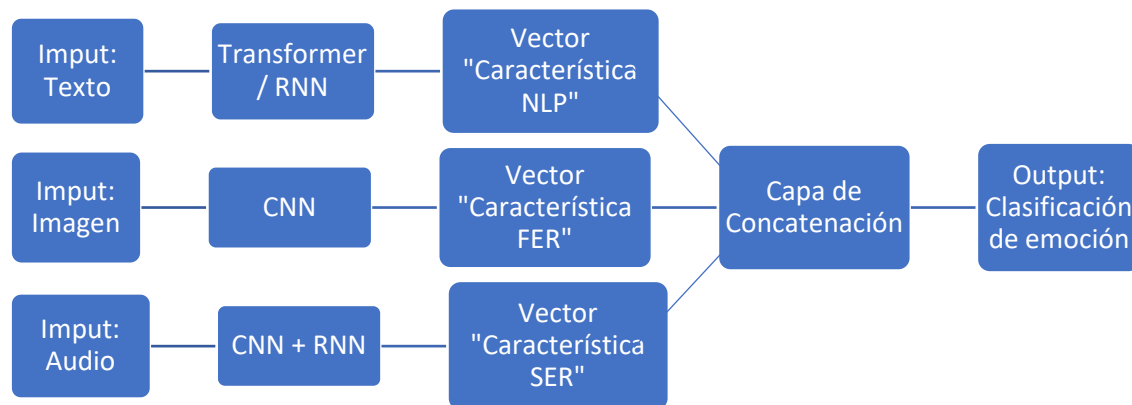 Imput:
Texto
Transformer
/ RNN
Vector
"Característica
NLP"
Imput:
Imagen
CNN
Vector
"Característica
FER"
Capa de
Concatenación
Output:
Clasificación
de emoción
Imput:
Audio
CNN + RNN
Vector
"Característica
SER"